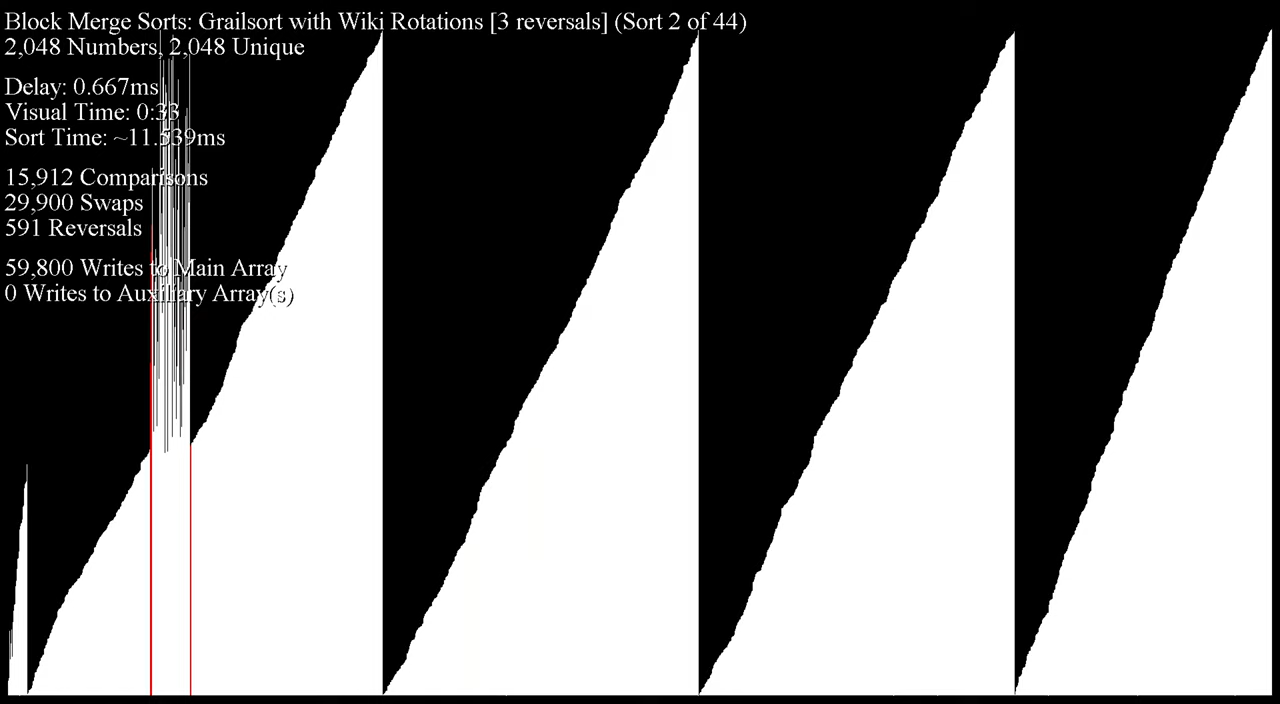 Block Merge Sorts: Grailsort with Wiki Rotations [3 reversals] (Sort 2 of 44)
2,048 Numbers, 2,048 Unique
Delay: 0.667ms
Visual Time: 0:33
Sort Time: ~11.539ms
15,912 Comparisons
29,900 Swaps
591 Reversals
59,800 Writes to Main Array
0 Writes to Auxiliary Array(s)